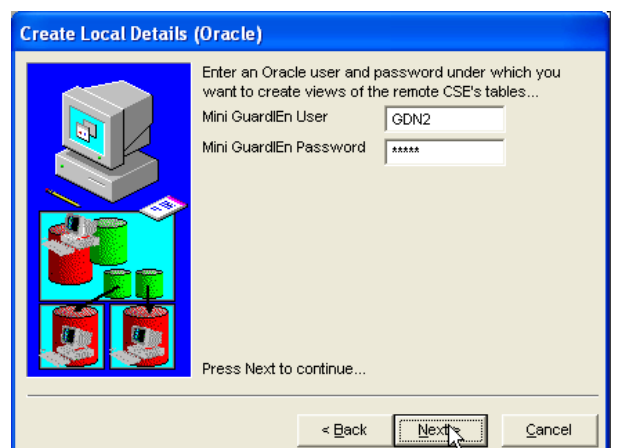 Create Local Details (Oracle)
Enter an Oracle user and password under which you
want to create views of the remote CSE's tables...
Mini GuardIEn User GDN2
Mini GuardIEn Password *****
Press Next to continue...
< Back Next > Cancel